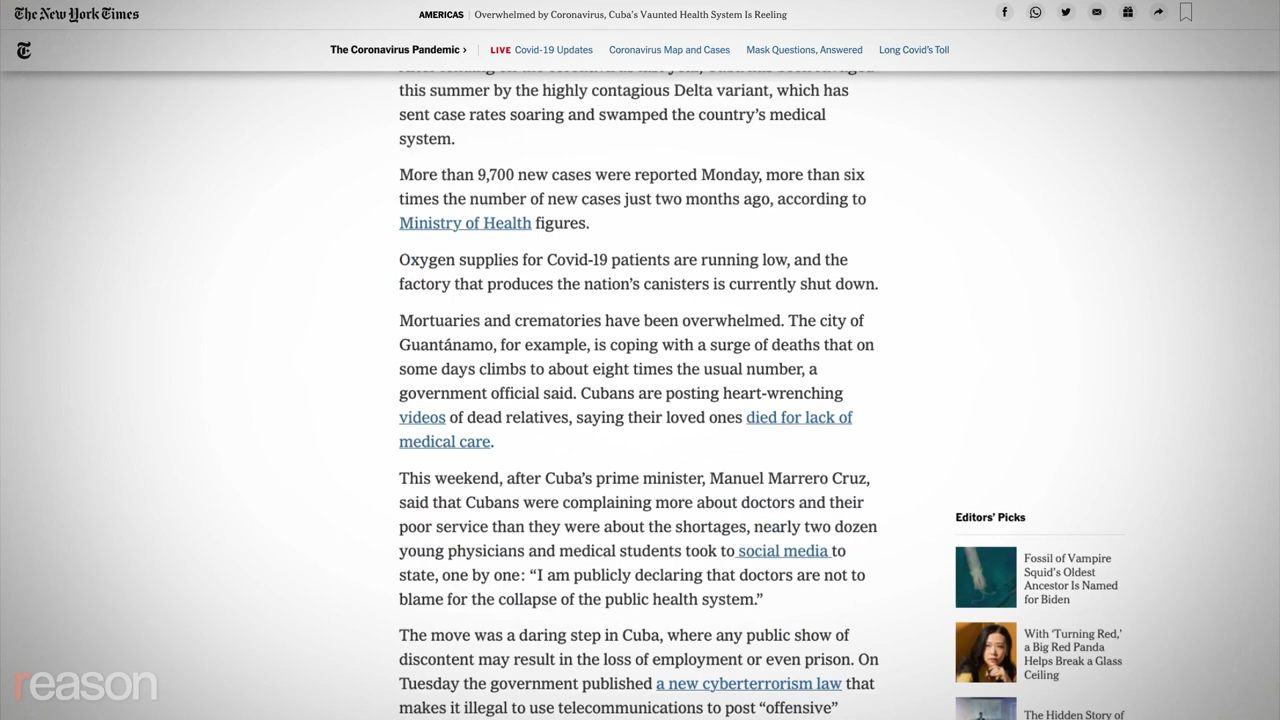 The New York Times
AMERICAS | Overwhelmed by Coronavirus, Cuba's Vaunted Health System Is Reeling
The Coronavirus Pandemic ›
LIVE Covid-19 Updates
Coronavirus Map and Cases
Mask Questions, Answered
Long Covid's Toll
this summer by the highly contagious Delta variant, which has
sent case rates soaring and swamped the country's medical
system.
More than 9,700 new cases were reported Monday, more than six
times the number of new cases just two months ago, according to
Ministry of Health figures.
Oxygen supplies for Covid-19 patients are running low, and the
factory that produces the nation's canisters is currently shut down.
Mortuaries and crematories have been overwhelmed. The city of
Guantánamo, for example, is coping with a surge of deaths that on
some days climbs to about eight times the usual number, a
government official said. Cubans are posting heart-wrenching
videos of dead relatives, saying their loved ones died for lack of
medical care.
This weekend, after Cuba's prime minister, Manuel Marrero Cruz,
said that Cubans were complaining more about doctors and their
poor service than they were about the shortages, nearly two dozen
young physicians and medical students took to social media to
state, one by one: “I am publicly declaring that doctors are not to
blame for the collapse of the public health system.”
The move was a daring step in Cuba, where any public show of
discontent may result in the loss of employment or even prison. On
Tuesday the government published a new cyberterrorism law that
makes it illegal to use telecommunications to post “offensive”
Editors' Picks
Fossil of Vampire
Squid's Oldest
Ancestor Is Named
for Biden
With ‘Turning Red,’
a Big Red Panda
Helps Break a Glass
Ceiling
The Hidden Story of
reason